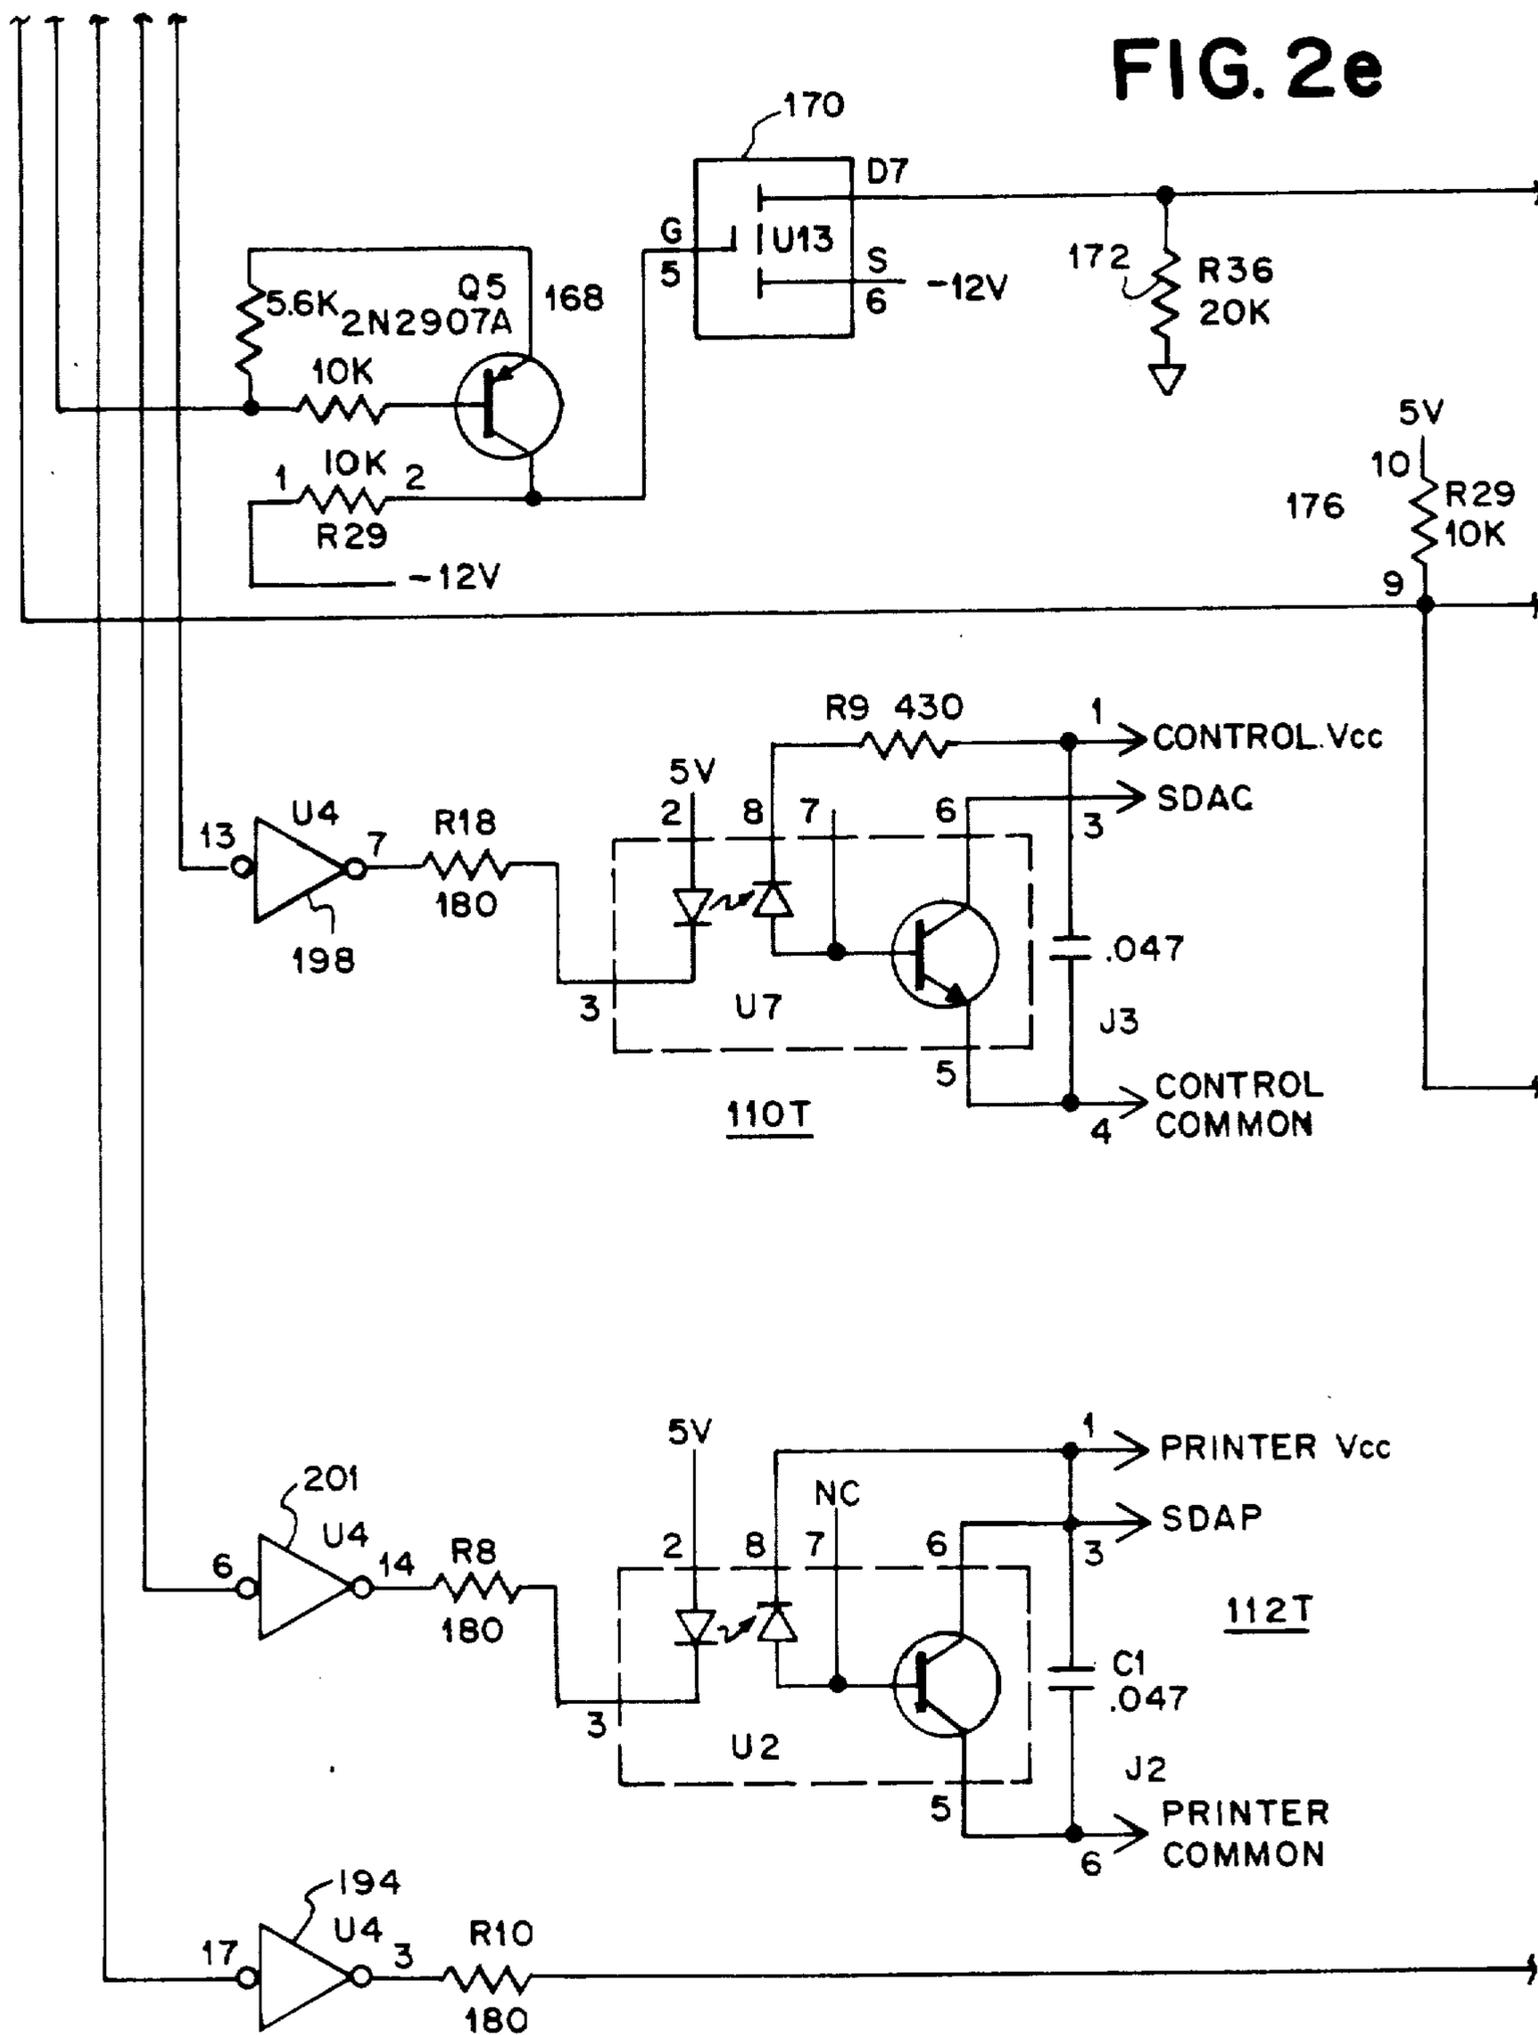 FIG. 2e
170
D7
G
U13
5
S
-12V
6
172
R36
20K
5.6K
Q5
2N2907A
168
10K
10K
1
2
R29
-12V
5V
10
176
R29
10K
9
R9 430
1
CONTROL.Vcc
5V
SDAC
2
8
7
6
3
13
U4
7
R18
180
198
.047
3
U7
J3
5
110T
4
CONTROL
COMMON
5V
1
PRINTER Vcc
NC
SDAP
201
U4
2
8
7
6
3
6
14
R8
180
112T
C1
.047
3
U2
J2
5
PRINTER
COMMON
6
194
U4
17
3
R10
180